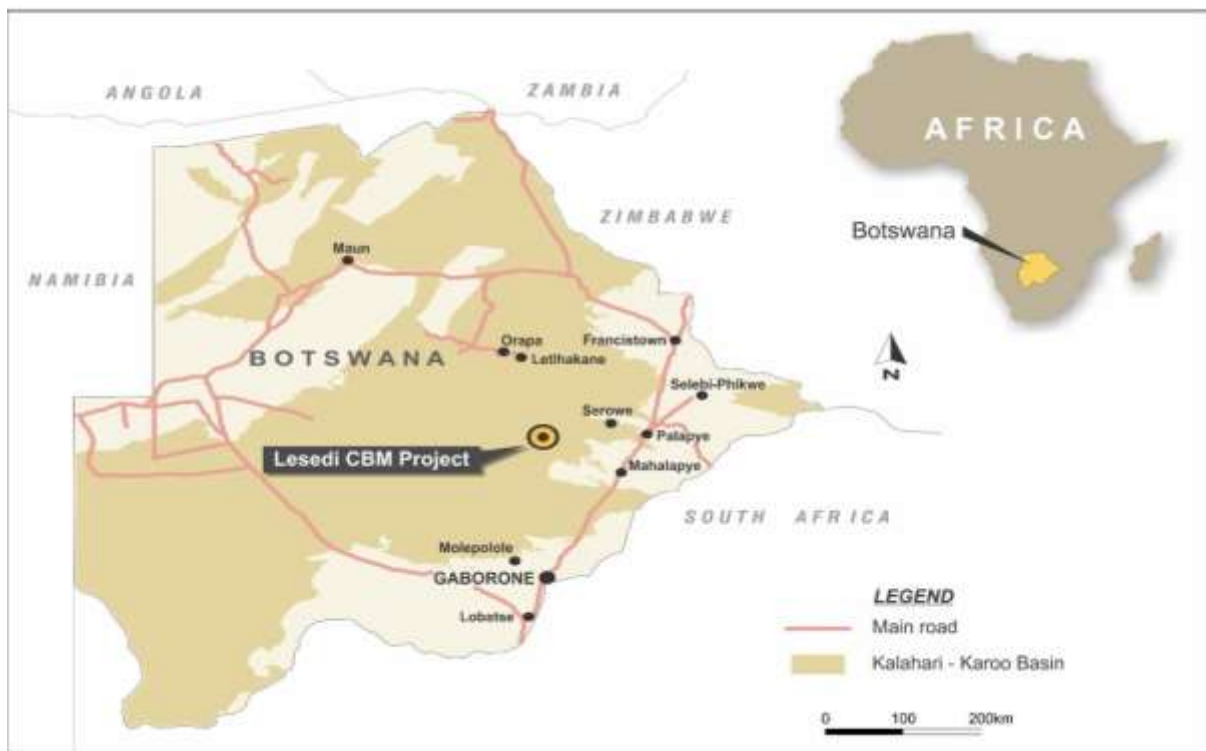 ANGOLA
ZAMBIA
AFRICA
ZIMBABWE
Botswana
Maun
NAMIBIA
N
BOTSWANA
Orapa
Letlhakane
Francistown
Selebi-Phikwe
Serowe
Palapye
Lesedi CBM Project
Mahalapye
SOUTH AFRICA
Molepolole
GABORONE
Lobatse
LEGEND
Main road
Kalahari - Karoo Basin
0 100 200km